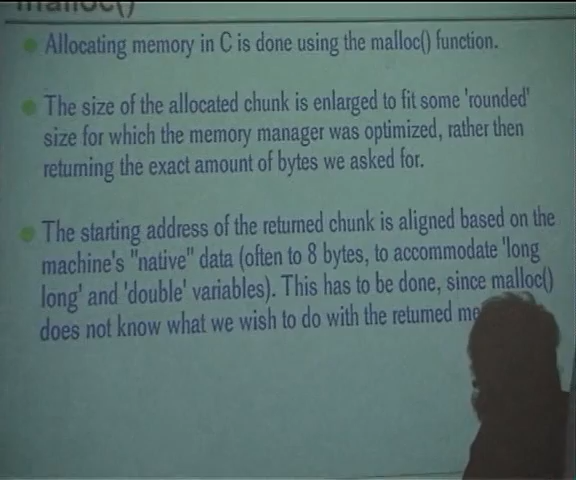 malloc()
Allocating memory in C is done using the malloc() function.
The size of the allocated chunk is enlarged to fit some 'rounded'
size for which the memory manager was optimized, rather then
returning the exact amount of bytes we asked for.
The starting address of the returned chunk is aligned based on the
machine's "native" data (often to 8 bytes, to accommodate 'long
long' and 'double' variables). This has to be done, since malloc()
does not know what we wish to do with the returned